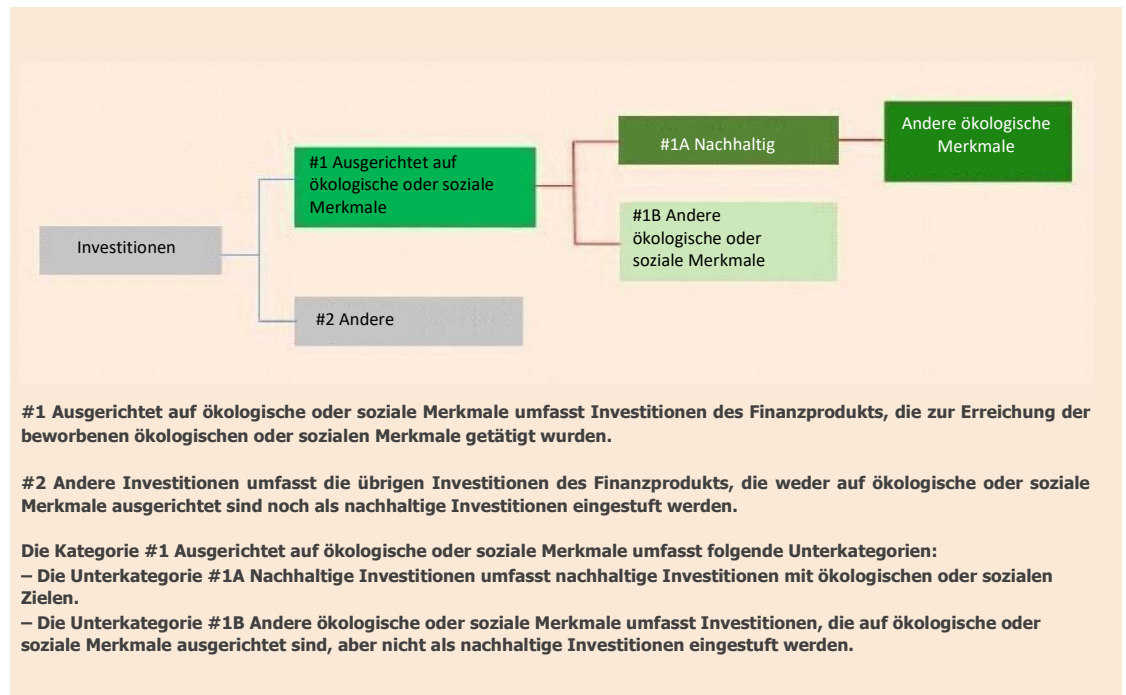 Andere ökologische
Merkmale
#1A Nachhaltig
#1 Ausgerichtet auf
ökologische oder soziale
Merkmale
#1B Andere
ökologische oder
soziale Merkmale
Investitionen
#2 Andere
#1 Ausgerichtet auf ökologische oder soziale Merkmale umfasst Investitionen des Finanzprodukts, die zur Erreichung der
beworbenen ökologischen oder sozialen Merkmale getätigt wurden.
#2 Andere Investitionen umfasst die übrigen Investitionen des Finanzprodukts, die weder auf ökologische oder soziale
Merkmale ausgerichtet sind noch als nachhaltige Investitionen eingestuft werden.
Die Kategorie #1 Ausgerichtet auf ökologische oder soziale Merkmale umfasst folgende Unterkategorien:
– Die Unterkategorie #1A Nachhaltige Investitionen umfasst nachhaltige Investitionen mit ökologischen oder sozialen
Zielen.
– Die Unterkategorie #1B Andere ökologische oder soziale Merkmale umfasst Investitionen, die auf ökologische oder
soziale Merkmale ausgerichtet sind, aber nicht als nachhaltige Investitionen eingestuft werden.